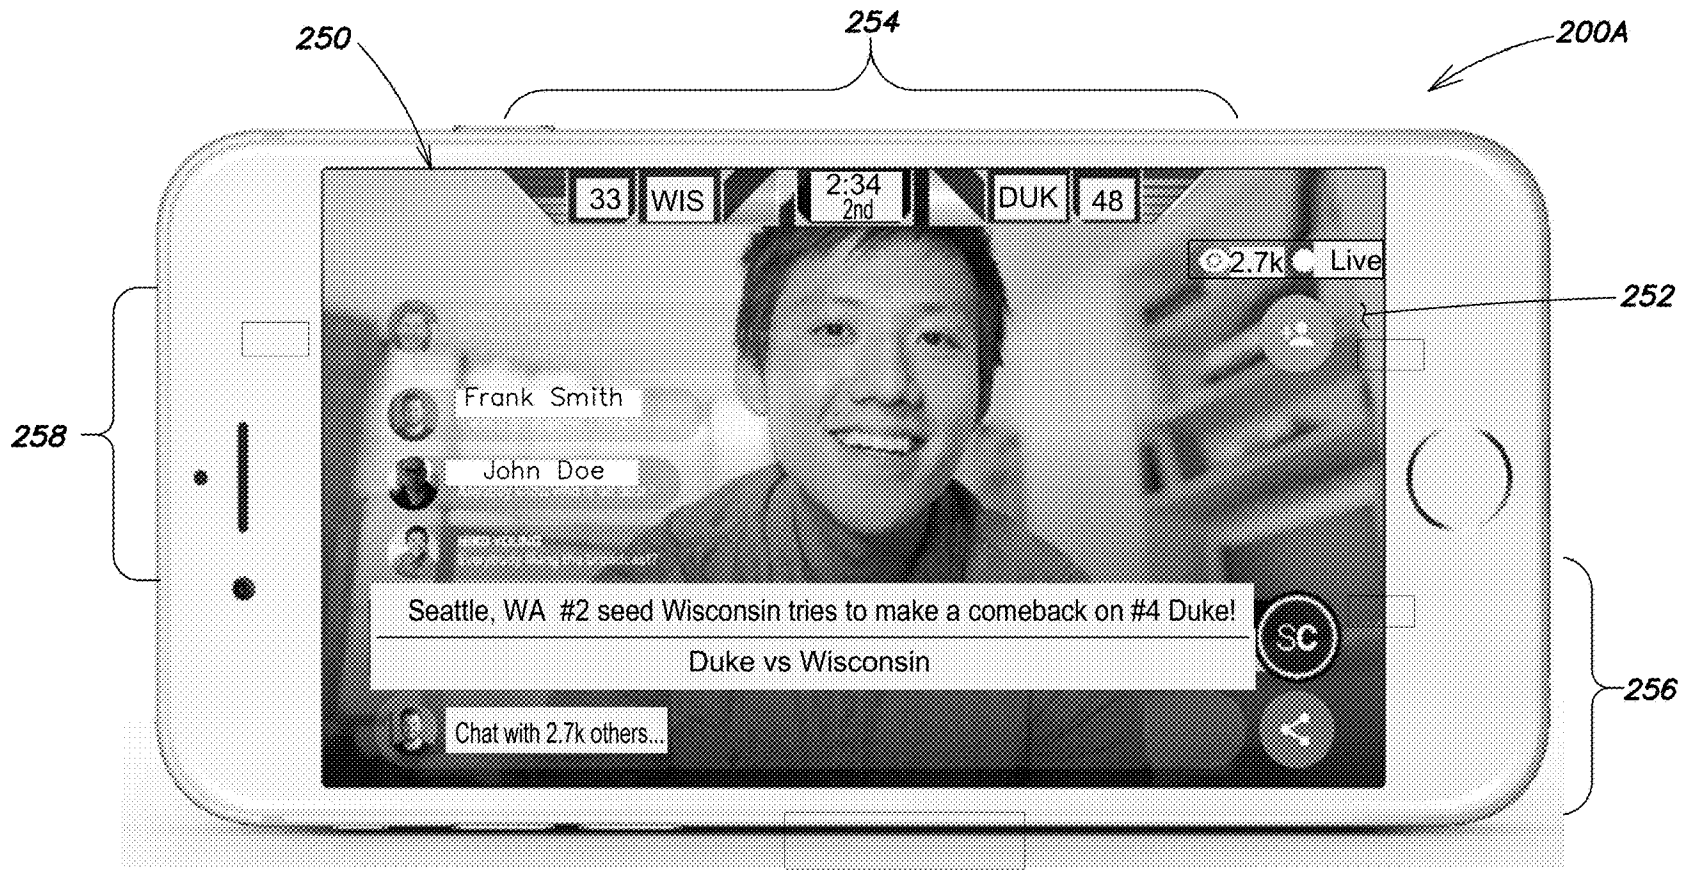 254
250
200A
33 WIS 2:34 DUK 48
2nd
2.7k Live
252
Frank Smith
258
John Doe
Seattle, WA #2 seed Wisconsin tries to make a comeback on #4 Duke!
SC
Duke vs Wisconsin
256
Chat with 2.7k others...